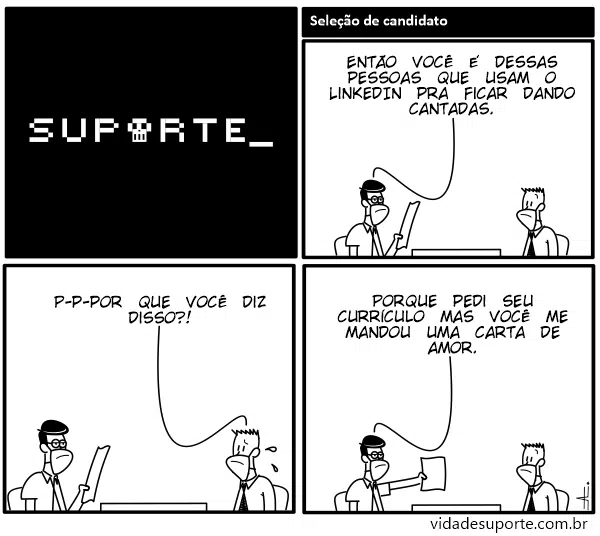 SUPORTE_
Seleção de candidato
ENTÃO VOCÊ É DESSAS
PESSOAS QUE USAM O
LINKEDIN PRA FICAR DANDO
CANTADAS.
P-P-POR QUE VOCÊ DIZ
DISSO?!
PORQUE PEDI SEU
CURRÍCULO MAS VOCÊ ME
MANDOU UMA CARTA DE
AMOR.
vidadesuporte.com.br